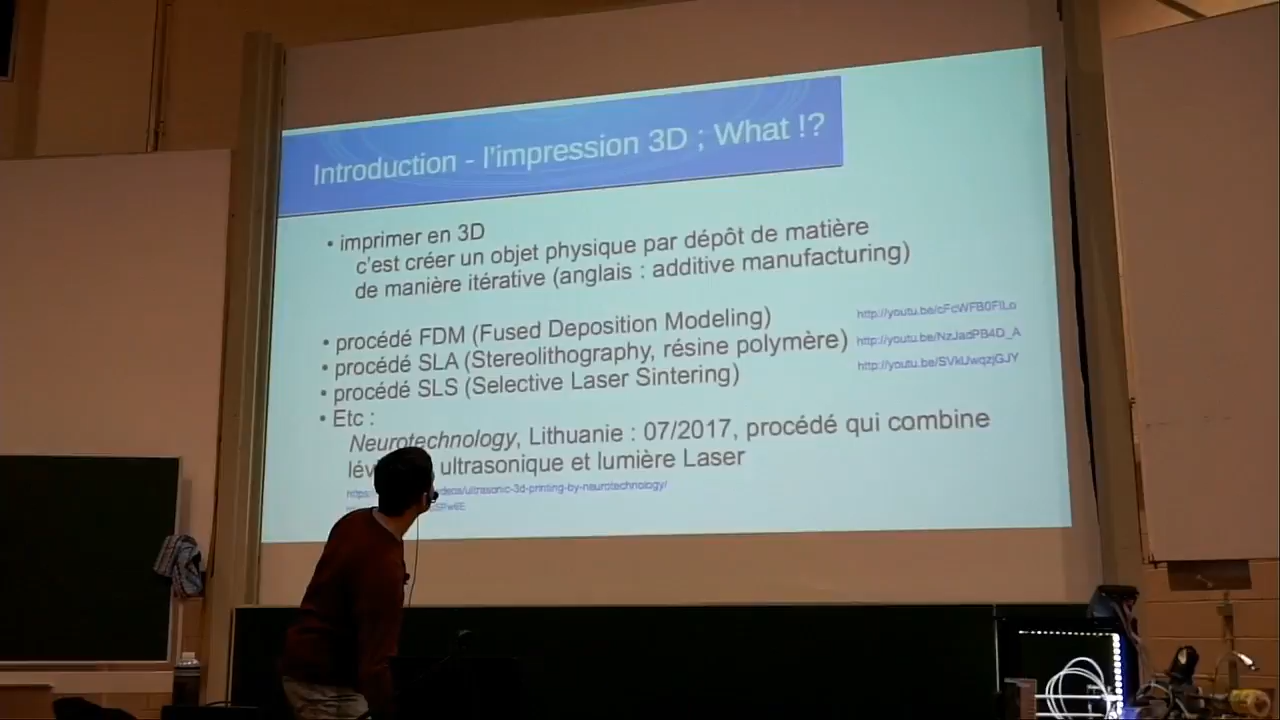 Introduction - l'impression 3D ; What !?
• imprimer en 3D
c'est créer un objet physique par dépôt de matière
de manière itérative (anglais : additive manufacturing)
• procédé FDM (Fused Deposition Modeling)
http://youtu.be/cFcWFB0FILo
• procédé SLA (Stereolithography, résine polymère)
http://youtu.be/NzJadPB4D_A
• procédé SLS (Selective Laser Sintering)
http://youtu.be/SVkUwqzjGJY
• Etc :
Neurotechnology, Lithuanie : 07/2017, procédé qui combine
ultrasonique et lumière Laser
/ultrasonic-3d-printing-by-neurotechnology/